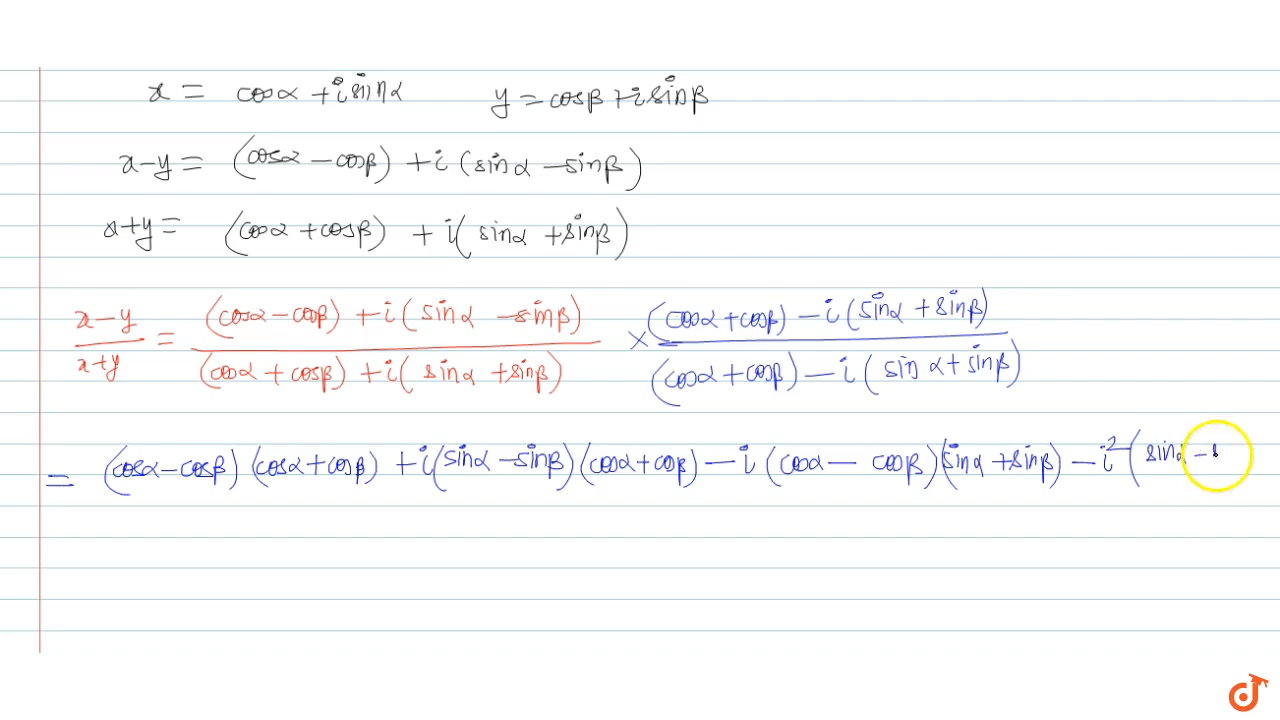 x = cosα + i sinα    y = cosβ + i sinβ
x-y = (cosα - cosβ) + i (sinα - sinβ)
x+y = (cosα + cosβ) + i (sinα + sinβ)
(x-y)/(x+y) = ((cosα - cosβ) + i (sinα - sinβ))/((cosα + cosβ) + i (sinα + sinβ)) × ((cosα + cosβ) - i (sinα + sinβ))/((cosα + cosβ) - i (sinα + sinβ))
= (cosα - cosβ) (cosα + cosβ) + i (sinα - sinβ) (cosα + cosβ) - i (cosα - cosβ) (sinα + sinβ) - i² (sinα - s